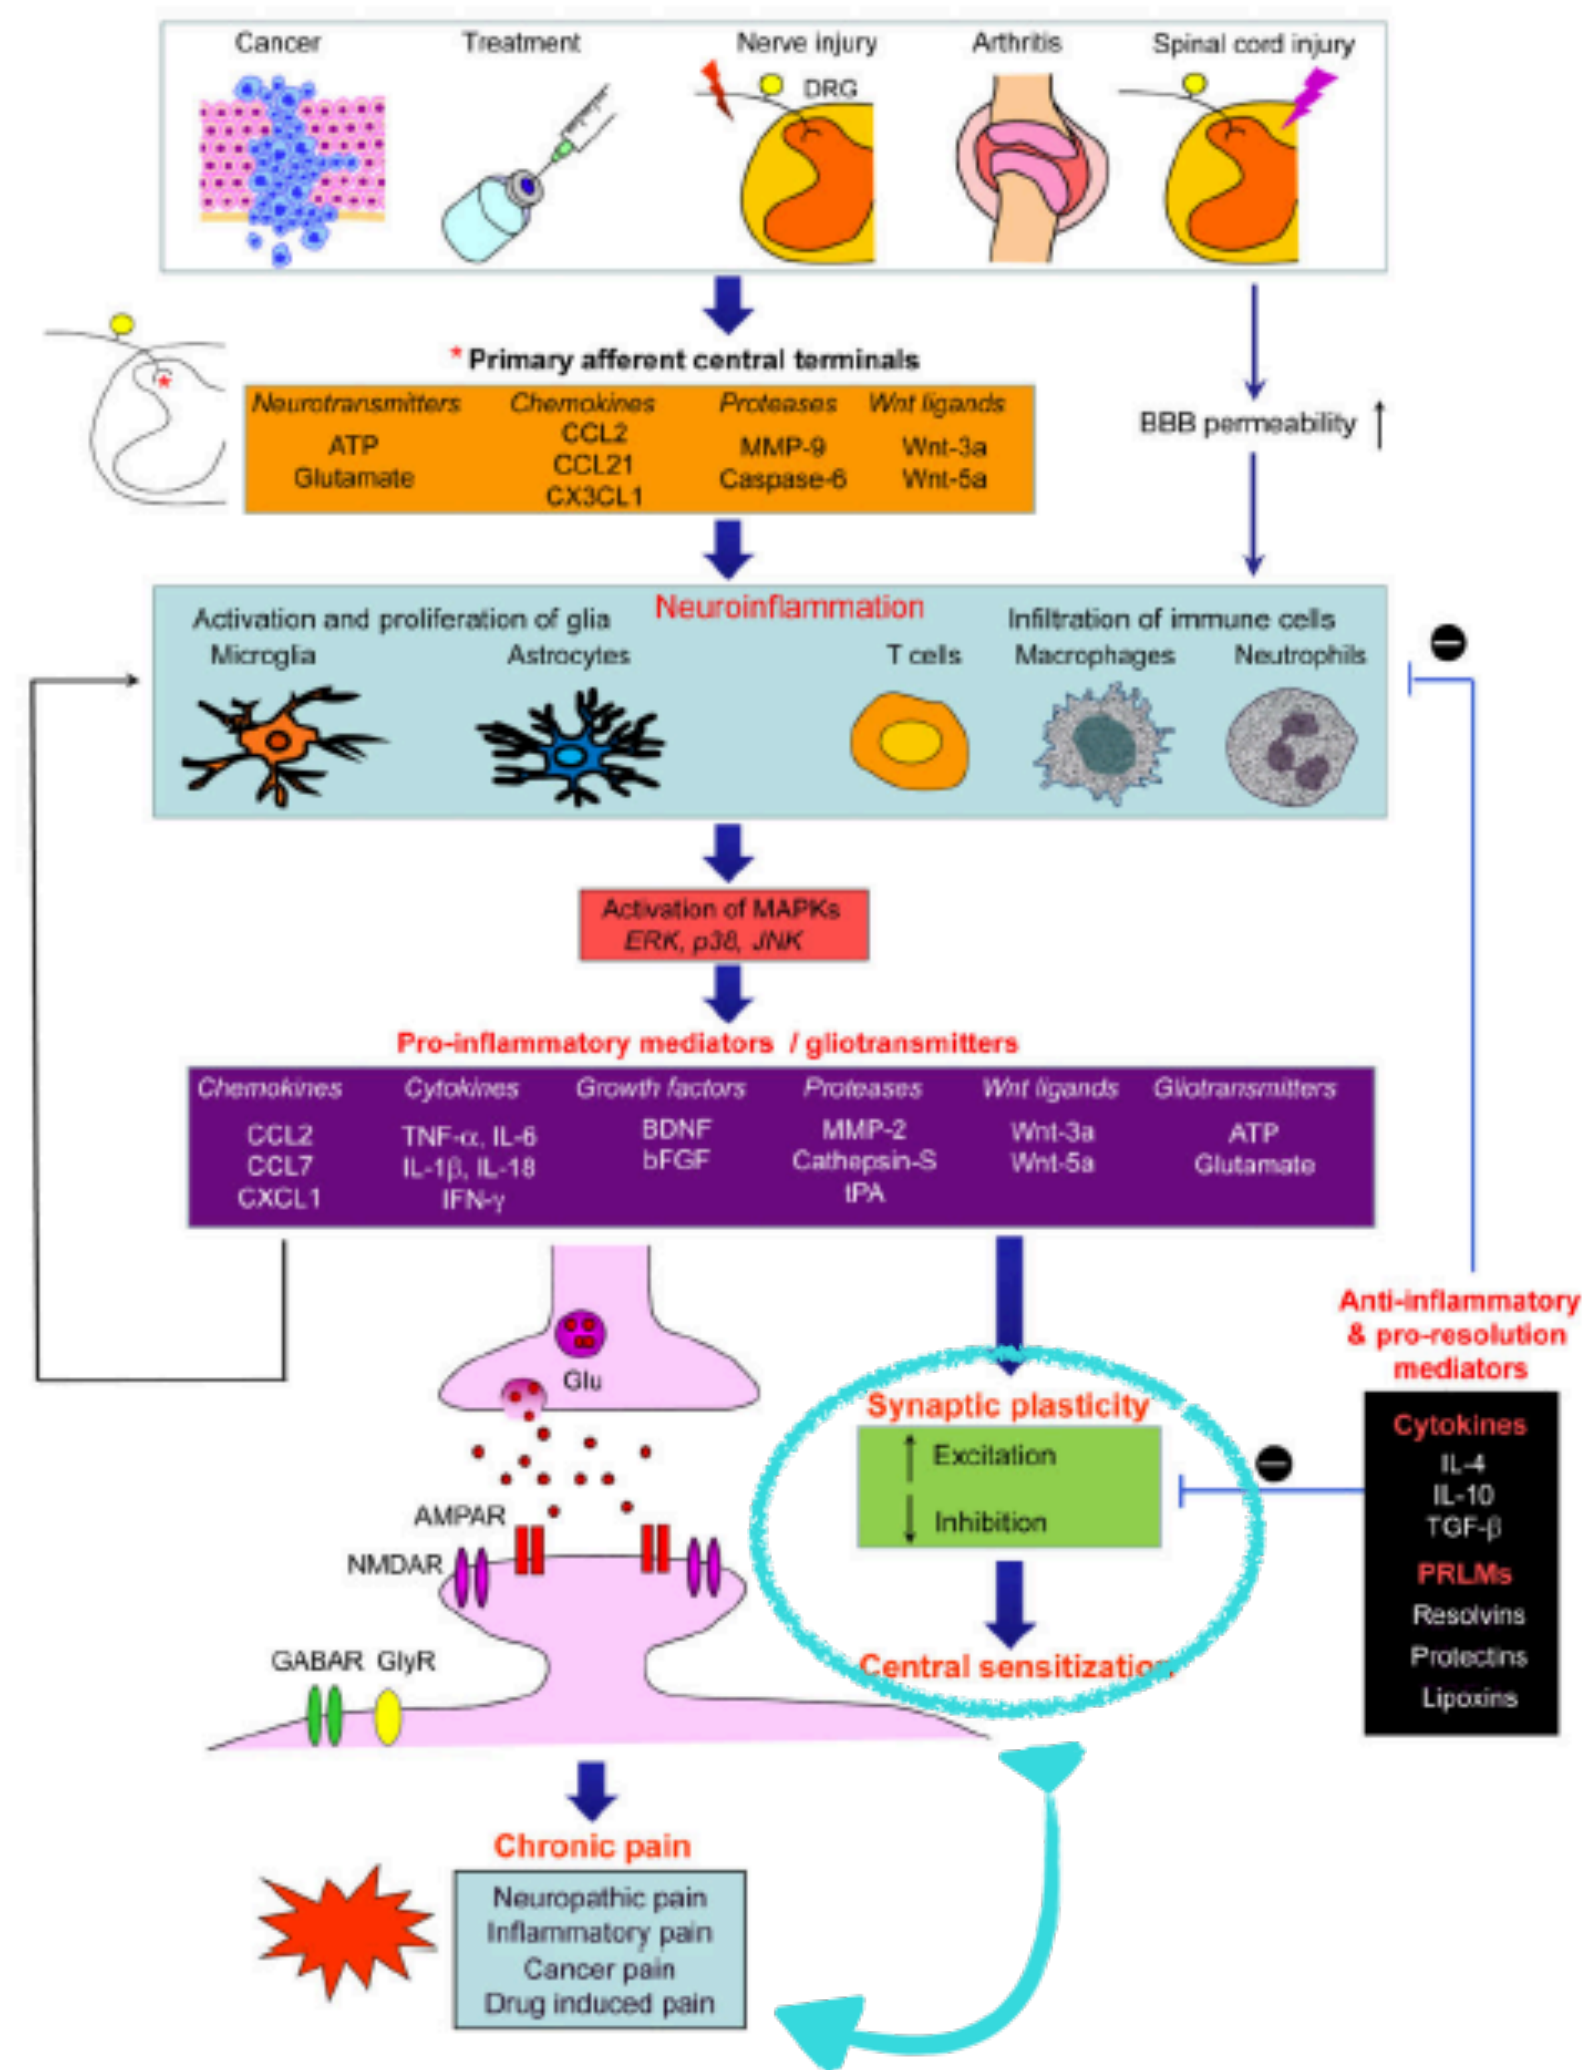 Cancer
Treatment
Nerve injury
Arthritis
Spinal cord injury
DRG
* Primary afferent central terminals
*
Neurotransmitters
ATP
Glutamate
Chemokines
CCL2
CCL21
CX3CL1
Proteases
MMP-9
Caspase-6
Wnt ligands
Wnt-3a
Wnt-5a
BBB permeability
Neuroinflammation
Activation and proliferation of glia
Microglia
Astrocytes
Infiltration of immune cells
T cells
Macrophages
Neutrophils
Activation of MAPKs
ERK, p38, JNK
Pro-inflammatory mediators / gliotransmitters
Chemokines
CCL2
CCL7
CXCL1
Cytokines
TNF-α, IL-6
IL-1β, IL-18
IFN-γ
Growth factors
BDNF
bFGF
Proteases
MMP-2
Cathepsin-S
tPA
Wnt ligands
Wnt-3a
Wnt-5a
Gliotransmitters
ATP
Glutamate
Glu
AMPAR
NMDAR
GABAR GlyR
Synaptic plasticity
Excitation
Inhibition
Central sensitization
Anti-inflammatory
& pro-resolution
mediators
Cytokines
IL-4
IL-10
TGF-β
PRLMs
Resolvins
Protectins
Lipoxins
Chronic pain
Neuropathic pain
Inflammatory pain
Cancer pain
Drug induced pain